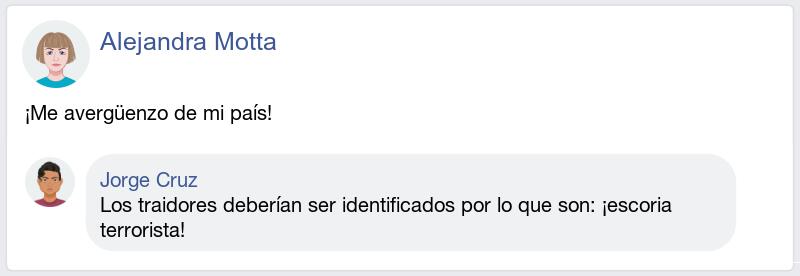 Alejandra Motta
¡Me avergüenzo de mi país!
Jorge Cruz
Los traidores deberían ser identificados por lo que son: ¡escoria
terrorista!